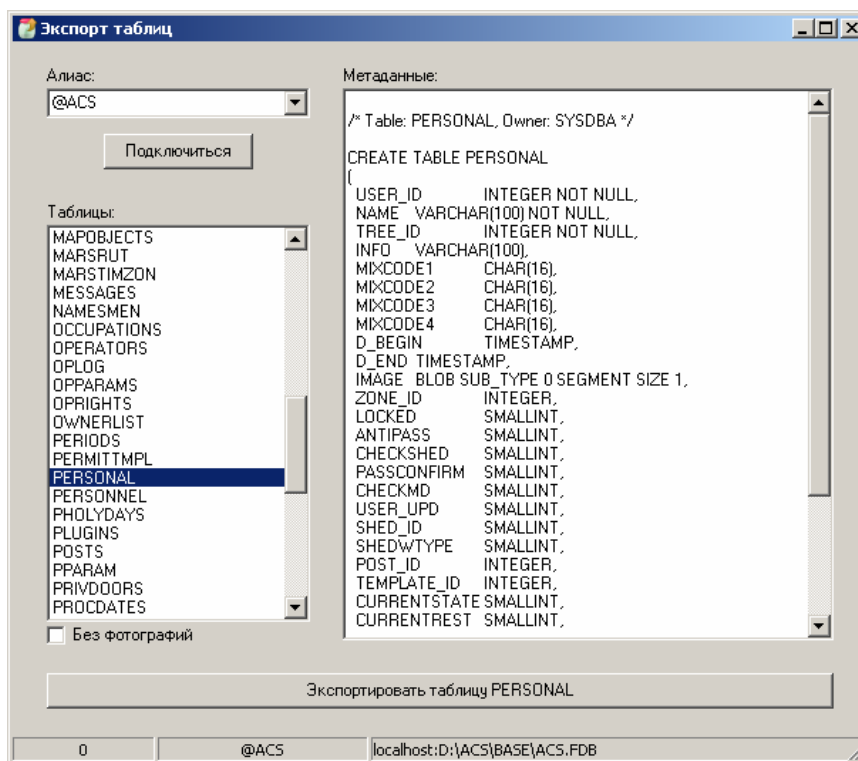 Экспорт таблиц
Алиас:
@ACS
Подключиться
Таблицы:
MAPOBJECTS
MARSRUT
MARSTIMZON
MESSAGES
NAMESMEN
OCCUPATIONS
OPERATORS
OPLOG
OPPARAMS
OPRIGHTS
OWNERLIST
PERIODS
PERMITTMPL
PERSONAL
PERSONNEL
PHOLYDAYS
PLUGINS
POSTS
PPARAM
PRIVDOORS
PROCDATES
Без фотографий
Метаданные:
/* Table: PERSONAL, Owner: SYSDBA */
CREATE TABLE PERSONAL
(
USER_ID INTEGER NOT NULL,
NAME VARCHAR(100) NOT NULL,
TREE_ID INTEGER NOT NULL,
INFO VARCHAR(100),
MIXCODE1 CHAR(16),
MIXCODE2 CHAR(16),
MIXCODE3 CHAR(16),
MIXCODE4 CHAR(16),
D_BEGIN TIMESTAMP,
D_END TIMESTAMP,
IMAGE BLOB SUB_TYPE 0 SEGMENT SIZE 1,
ZONE_ID INTEGER,
LOCKED SMALLINT,
ANTIPASS SMALLINT,
CHECKSHED SMALLINT,
PASSCONFIRM SMALLINT,
CHECKMD SMALLINT,
USER_UPD SMALLINT,
SHED_ID SMALLINT,
SHEDWTYPE SMALLINT,
POST_ID INTEGER,
TEMPLATE_ID INTEGER,
CURRENTSTATE SMALLINT,
CURRENTREST SMALLINT,
Экспортировать таблицу PERSONAL
0 @ACS localhost:D:\ACS\BASE\ACS.FDB